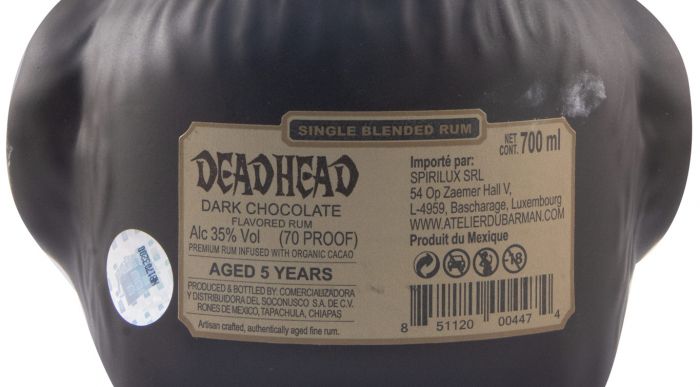 SINGLE BLENDED RUM
DEADHEAD
DARK CHOCOLATE
FLAVORED RUM
Alc 35% Vol (70 PROOF)
PREMIUM RUM INFUSED WITH ORGANIC CACAO
AGED 5 YEARS
PRODUCED & BOTTLED BY: COMERCIALIZADORA
Y DISTRIBUIDORA DEL SOCONUSCO S.A. DE C.V.
RONES DE MEXICO, TAPACHULA, CHIAPAS
Artisan crafted, authentically aged fine rum.
NET
CONT. 700 ml
Importé par:
SPIRILUX SRL
54 Op Zaemer Hall V,
L-4959, Bascharage, Luxembourg
WWW.ATELIERDUBARMAN.COM
Produit du Mexique
-18
8 51120 00447 4